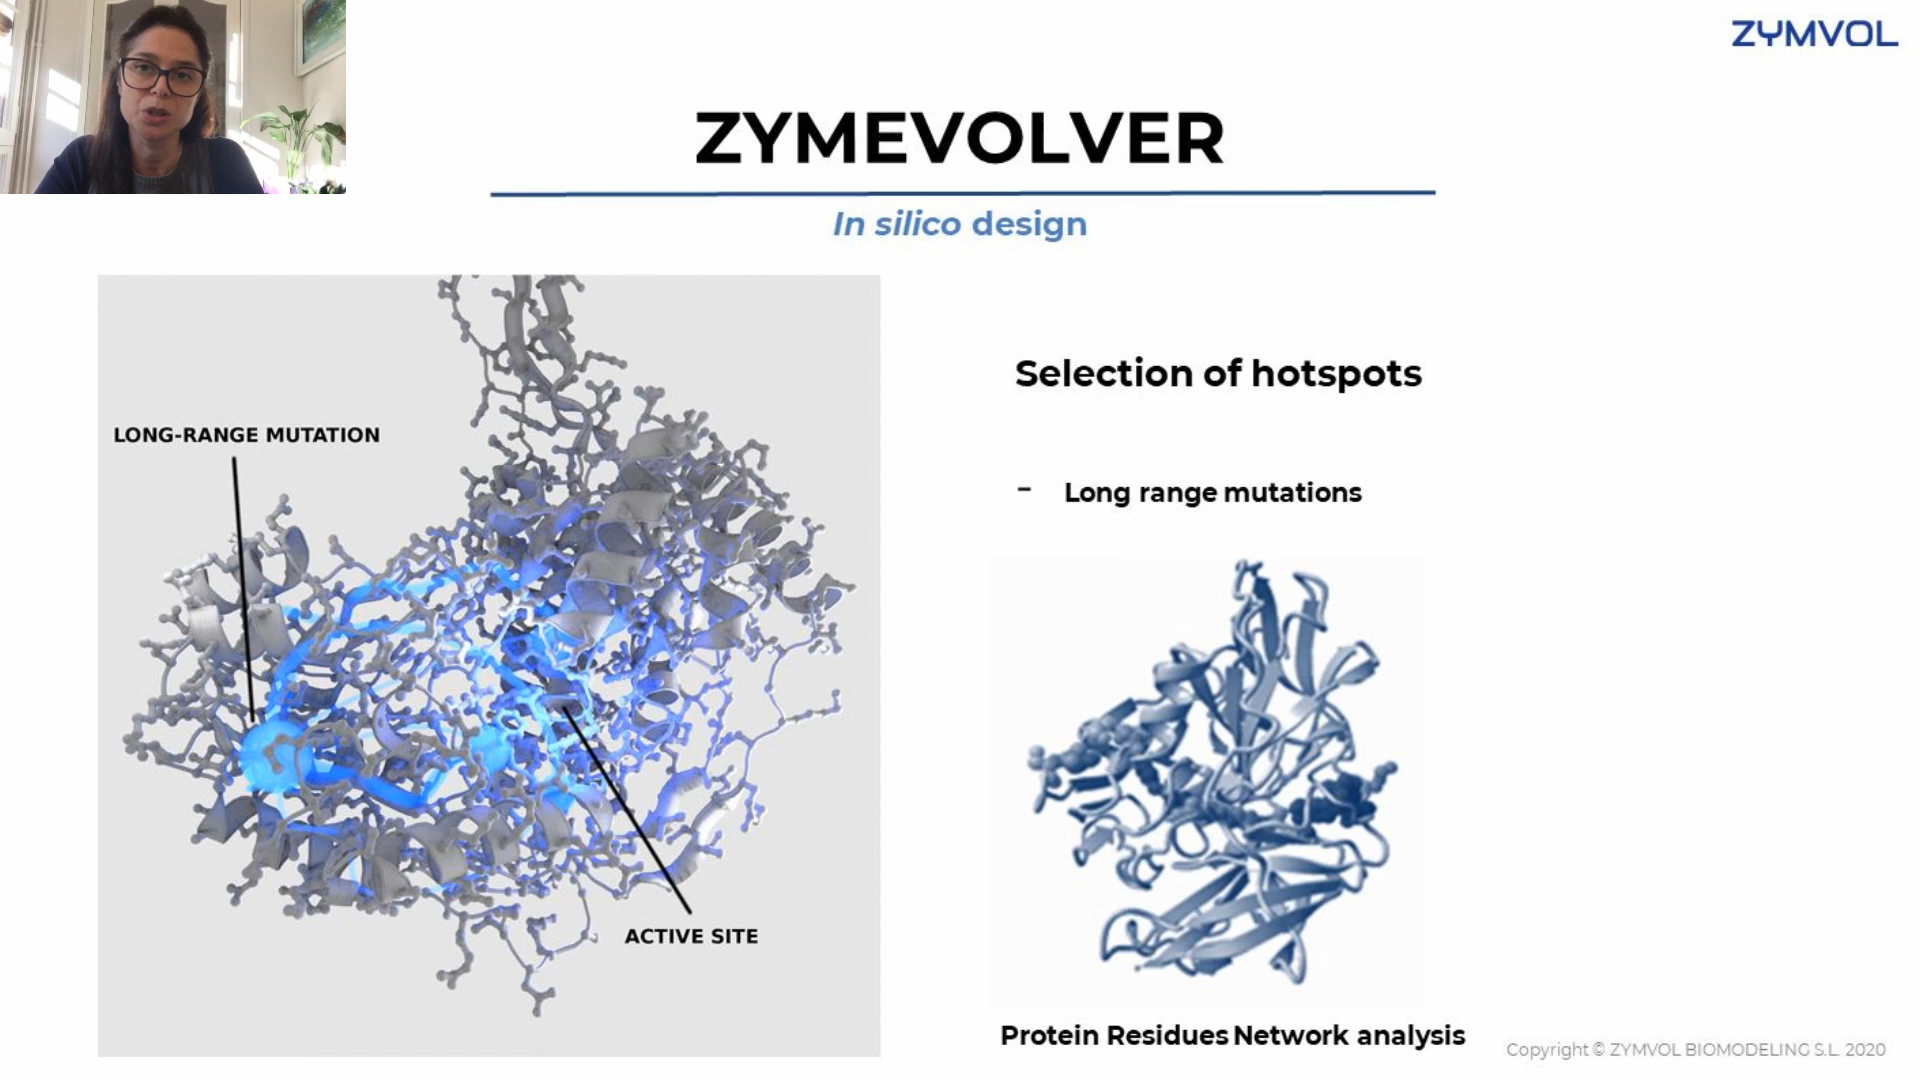 ZYMVOL
ZYMEVOLVER
In silico design
LONG-RANGE MUTATION
ACTIVE SITE
Selection of hotspots
- Long range mutations
Protein Residues Network analysis
Copyright © ZYMVOL BIOMODELING S.L. 2020